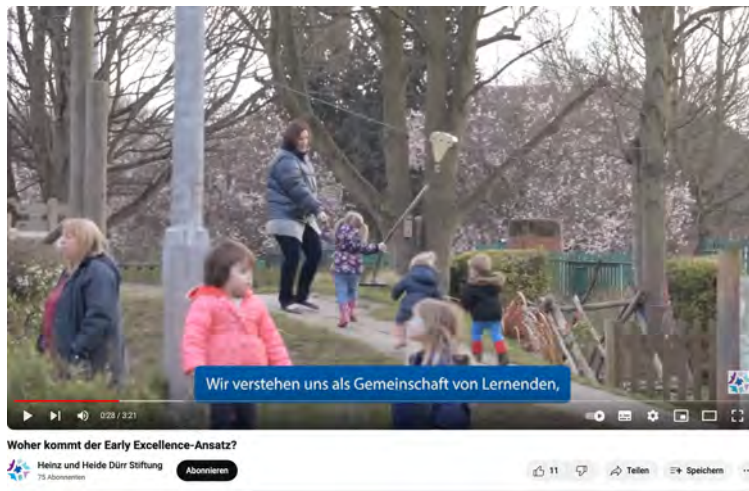 Wir verstehen uns als Gemeinschaft von Lernenden,
0:28 / 3:21
Woher kommt der Early Excellence-Ansatz?
Heinz und Heide Dürr Stiftung
75 Abonnenten
Abonnieren
11
Teilen
Speichern